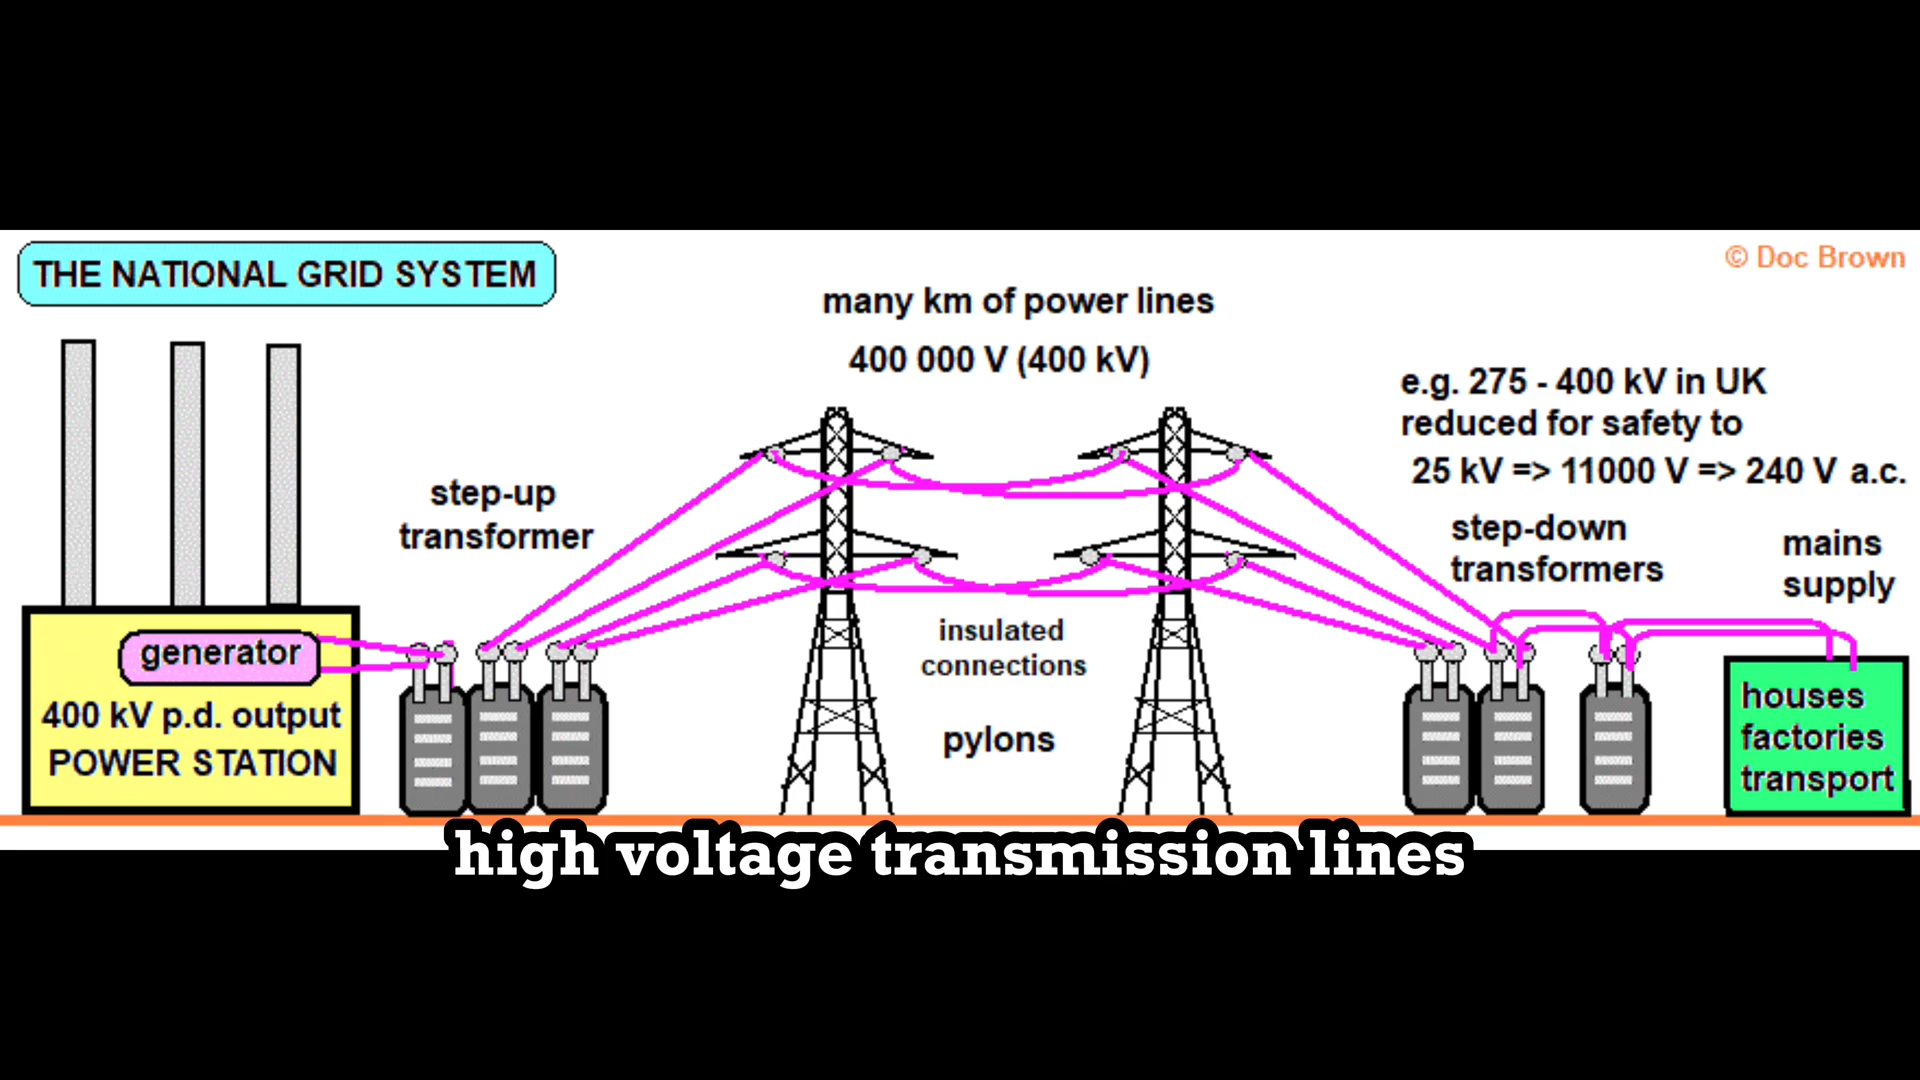 THE NATIONAL GRID SYSTEM
© Doc Brown
many km of power lines
400 000 V (400 kV)
e.g. 275 - 400 kV in UK
reduced for safety to
25 kV => 11000 V => 240 V a.c.
step-up
transformer
step-down
transformers
mains
supply
generator
400 kV p.d. output
POWER STATION
insulated
connections
pylons
houses
factories
transport
high voltage transmission lines